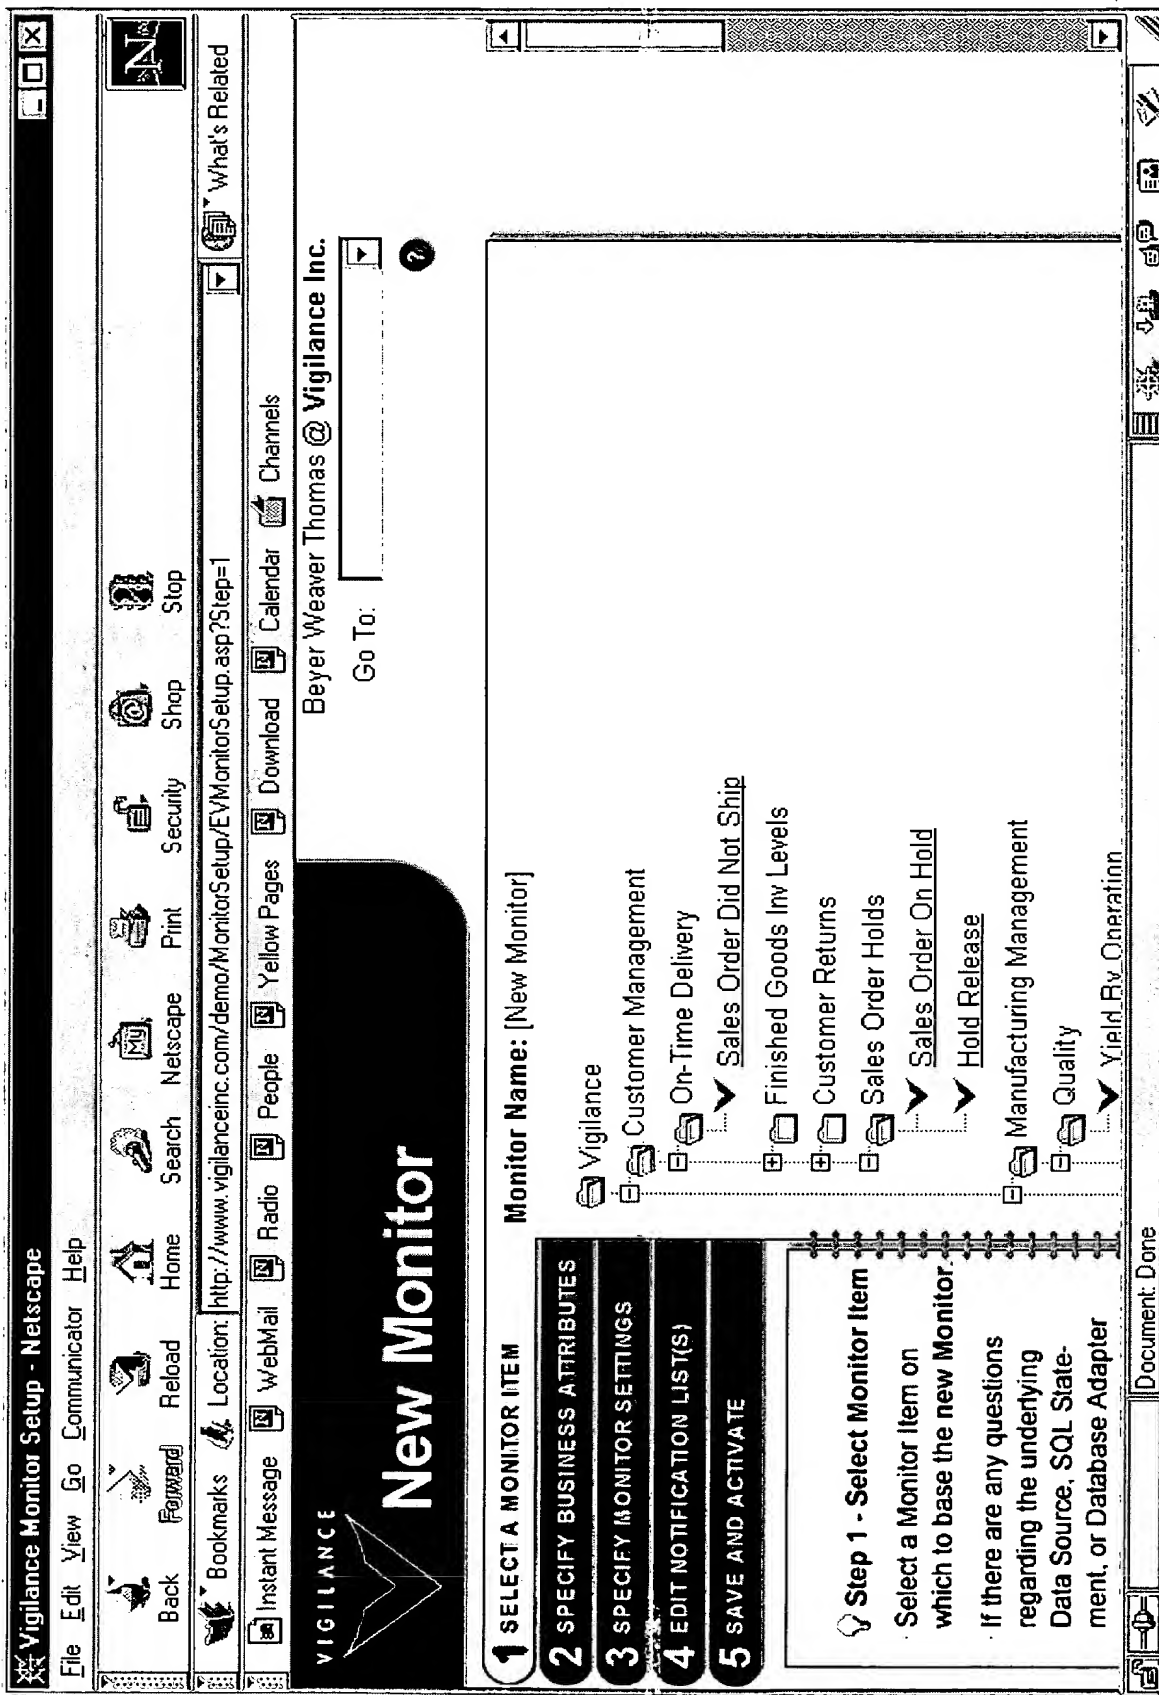 Vigilance Monitor Setup - Netscape
File Edit View Go Communicator Help
Back Forward Reload Home Search Netscape Print Security Shop Stop
Bookmarks Location: http://www.vigilanceinc.com/demo/MonitorSetup/EVMonitorSetup.asp?Step=1 What's Related
Instant Message WebMail Radio People Yellow Pages Download Calendar Channels
VIGILANCE
New Monitor
Beyer Weaver Thomas @ Vigilance Inc.
Go To:
?
1 SELECT A MONITOR ITEM
2 SPECIFY BUSINESS ATTRIBUTES
3 SPECIFY MONITOR SETTINGS
4 EDIT NOTIFICATION LIST(S)
5 SAVE AND ACTIVATE
Step 1 - Select Monitor Item
· Select a Monitor Item on
which to base the new Monitor.
· If there are any questions
regarding the underlying
Data Source, SQL State-
ment, or Database Adapter
Monitor Name: [New Monitor]
Vigilance
Customer Management
On-Time Delivery
Sales Order Did Not Ship
Finished Goods Inv Levels
Customer Returns
Sales Order Holds
Sales Order On Hold
Hold Release
Manufacturing Management
Quality
Yield By Operation
Document: Done